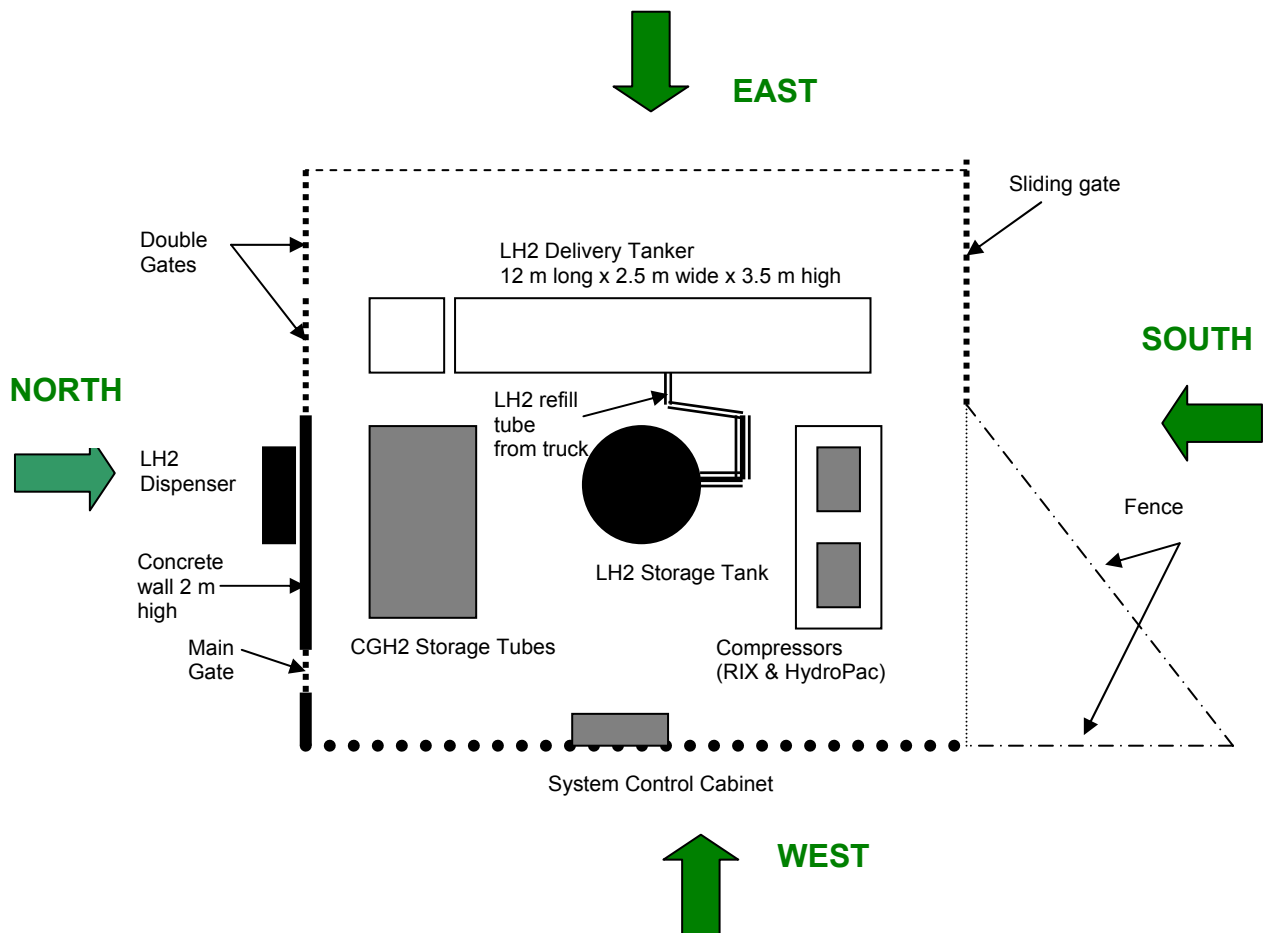 EAST
Sliding gate
Double
Gates
LH2 Delivery Tanker
12 m long x 2.5 m wide x 3.5 m high
SOUTH
NORTH
LH2 refill
tube
from truck
LH2
Dispenser
Fence
Concrete
wall 2 m
high
LH2 Storage Tank
Main
Gate
CGH2 Storage Tubes
Compressors
(RIX & HydroPac)
System Control Cabinet
WEST